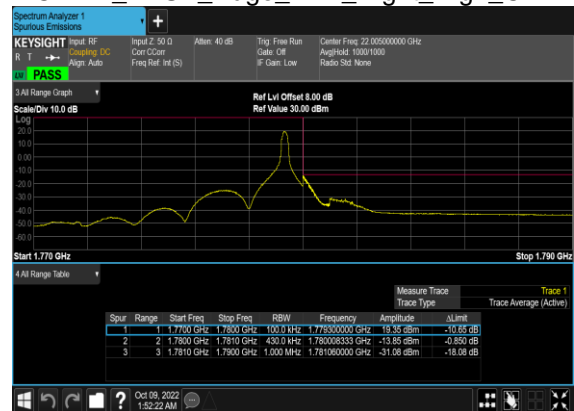 Spectrum Analyzer 1
Spurious Emissions
+
KEYSIGHT Input: RF Input Z: 50 Ω Atten: 40 dB Trig: Free Run Center Freq: 22.005000000 GHz
R T Coupling: DC Corr CCorr Gate: Off Avg|Hold: 1000/1000
Align: Auto Freq Ref: Int (S) IF Gain: Low Radio Std: None
PASS
3 All Range Graph
Ref Lvl Offset 8.00 dB
Scale/Div 10.0 dB Ref Value 30.00 dBm
Log
20.0
10.0
0.00
-10.0
-20.0
-30.0
-40.0
-50.0
-60.0
Start 1.770 GHz Stop 1.790 GHz
4 All Range Table
Measure Trace Trace 1
Trace Type Trace Average (Active)
Spur Range Start Freq Stop Freq RBW Frequency Amplitude ΔLimit
1 1 1.7700 GHz 1.7800 GHz 100.0 kHz 1.779300000 GHz 19.35 dBm -10.65 dB
2 2 1.7800 GHz 1.7810 GHz 430.0 kHz 1.780008333 GHz -13.85 dBm -0.850 dB
3 3 1.7810 GHz 1.7900 GHz 1.000 MHz 1.781060000 GHz -31.08 dBm -18.08 dB
? Oct 09, 2022
1:52:22 AM